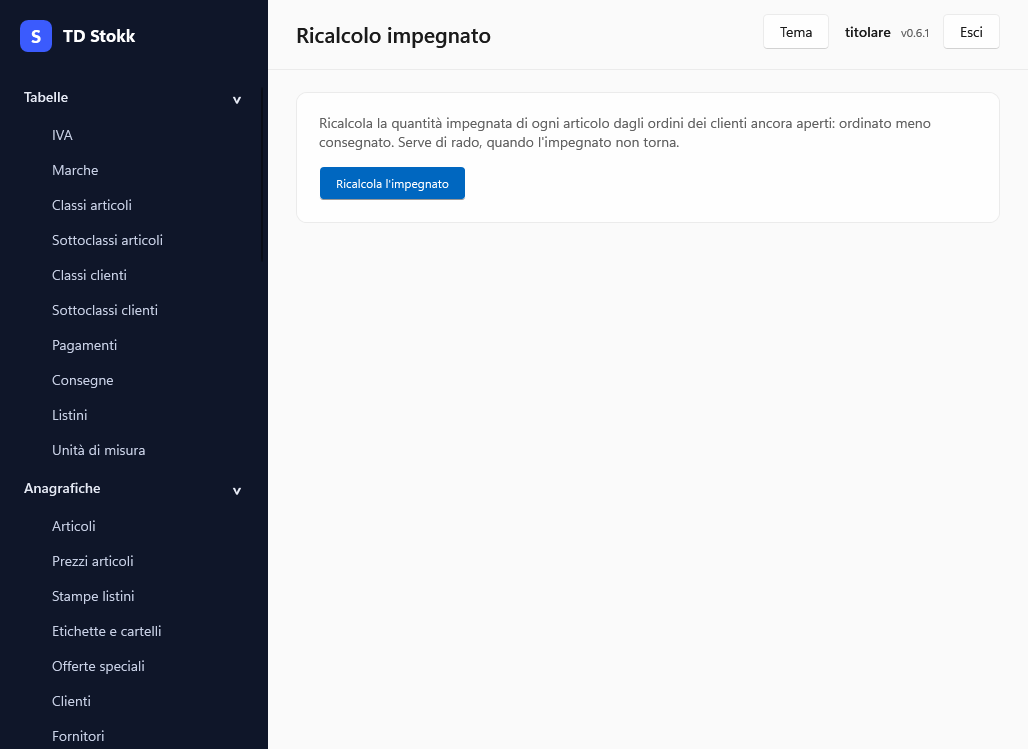 S TD Stokk
Tabelle v
IVA
Marche
Classi articoli
Sottoclassi articoli
Classi clienti
Sottoclassi clienti
Pagamenti
Consegne
Listini
Unità di misura
Anagrafiche v
Articoli
Prezzi articoli
Stampe listini
Etichette e cartelli
Offerte speciali
Clienti
Fornitori
Ricalcolo impegnato
Tema titolare v0.6.1 Esci
Ricalcola la quantità impegnata di ogni articolo dagli ordini dei clienti ancora aperti: ordinato meno
consegnato. Serve di rado, quando l'impegnato non torna.
Ricalcola l'impegnato